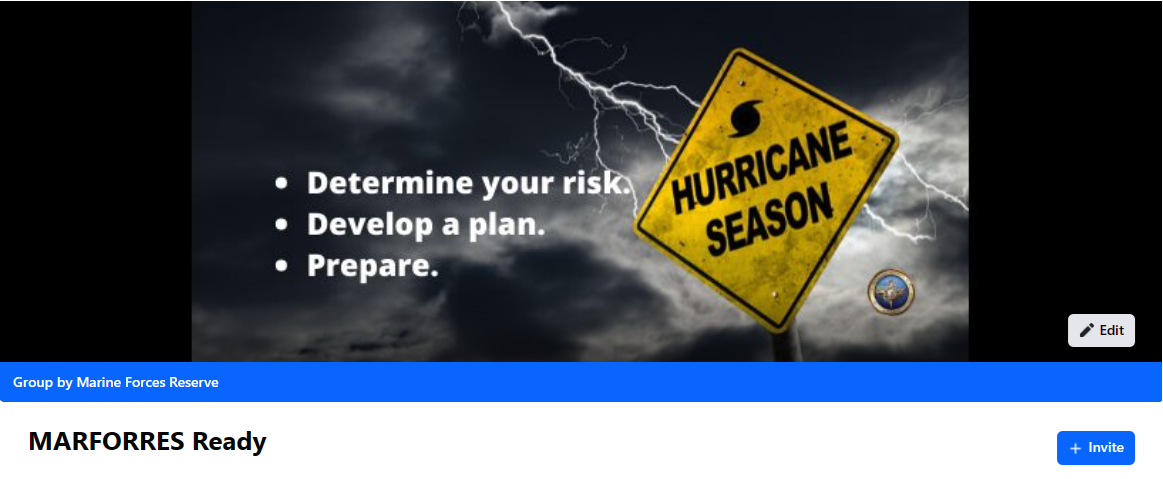 • Determine your risk.
• Develop a plan.
• Prepare.
HURRICANE
SEASON
Edit
Group by Marine Forces Reserve
MARFORRES Ready
+ Invite